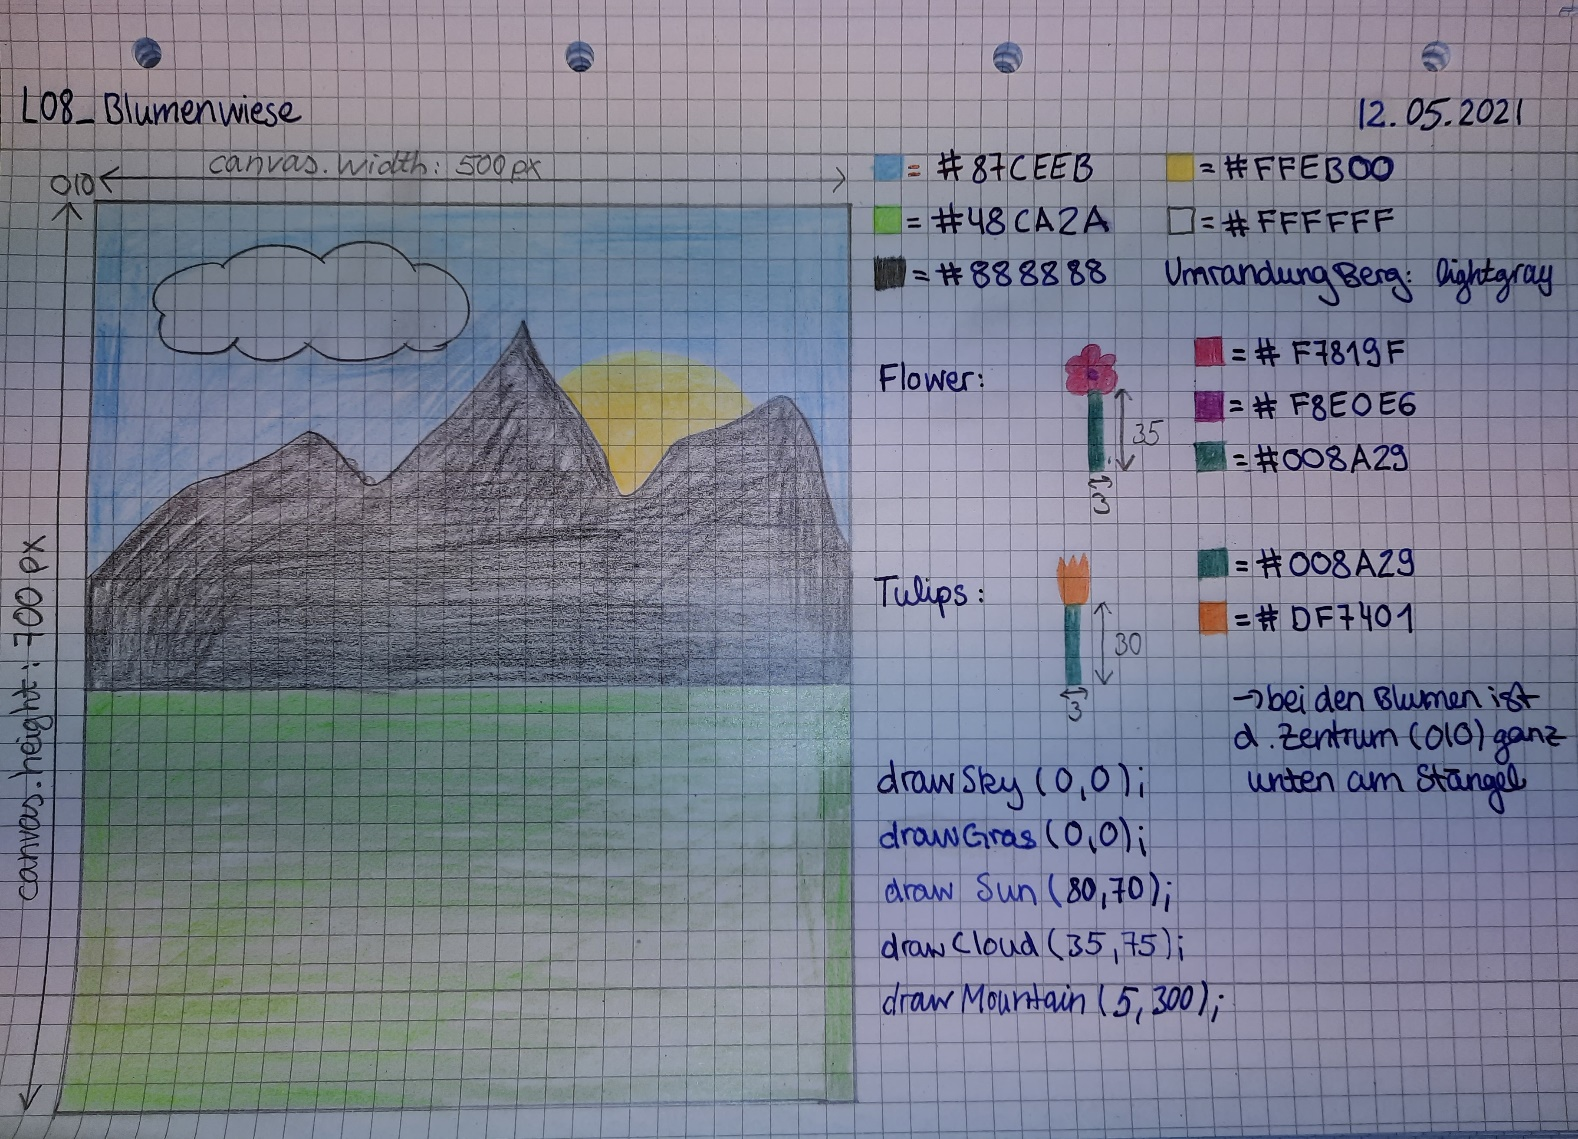 L08_Blumenwiese
12.05.2021
canvas.width: 500px
0|0
canvas.height: 700 px
= #87CEEB
= #FFEB00
= #48CA2A
= #FFFFFF
= #888888
Umrandung Berg: lightgray
Flower:
35
3
= # F7819F
= # F8E0E6
= #008A29
Tulips:
30
3
= #008A29
= # DF7401
→ bei den Blumen ist
d. Zentrum (0|0) ganz
unten am Stängel
drawSky (0,0);
drawGras (0,0);
draw Sun (80,70);
drawCloud (35,75);
drawMountain (5,300);